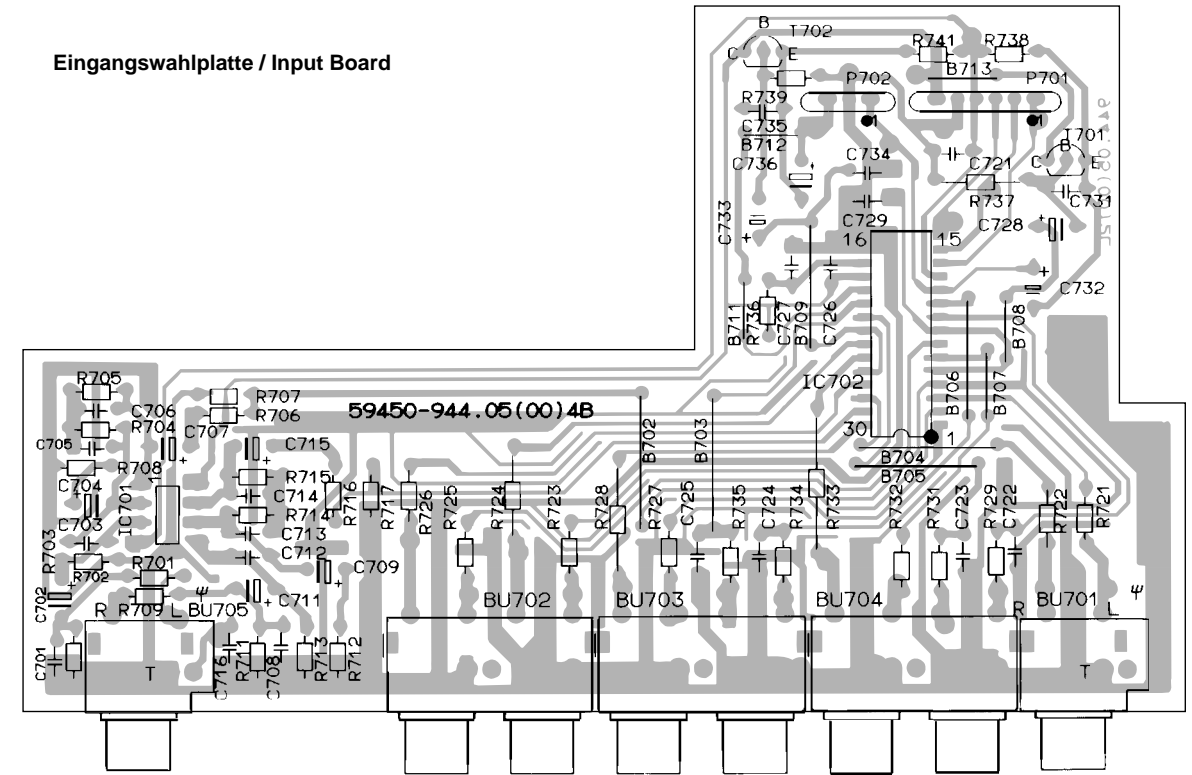 Eingangswahlplatte / Input Board
B
T702
C
E
R741
R738
B713
P702
P701
R739
C735
B712
1
1
T701
B
C
E
C736
C734
C721
R737
C731
C733
C729
C728
16
15
C732
B711
R736
C727
B709
C726
B708
IC702
B706
B707
R705
C706
R704
C705
R707
R706
C707
59450-944.05(00)4B
B702
B703
30
1
B704
B705
R708
C704
C715
R715
C714
R714
C713
C712
C703
IC701
1
R703
R702
R701
R716
R717
R726
R725
R724
R723
R728
R727
C725
R735
C724
R734
R733
R732
R731
C723
R729
C722
R722
R721
C709
C702
R
R709
L
BU705
ψ
C711
BU702
BU703
BU704
R
BU701
L
ψ
C701
T
C716
R711
C708
R713
R712
T